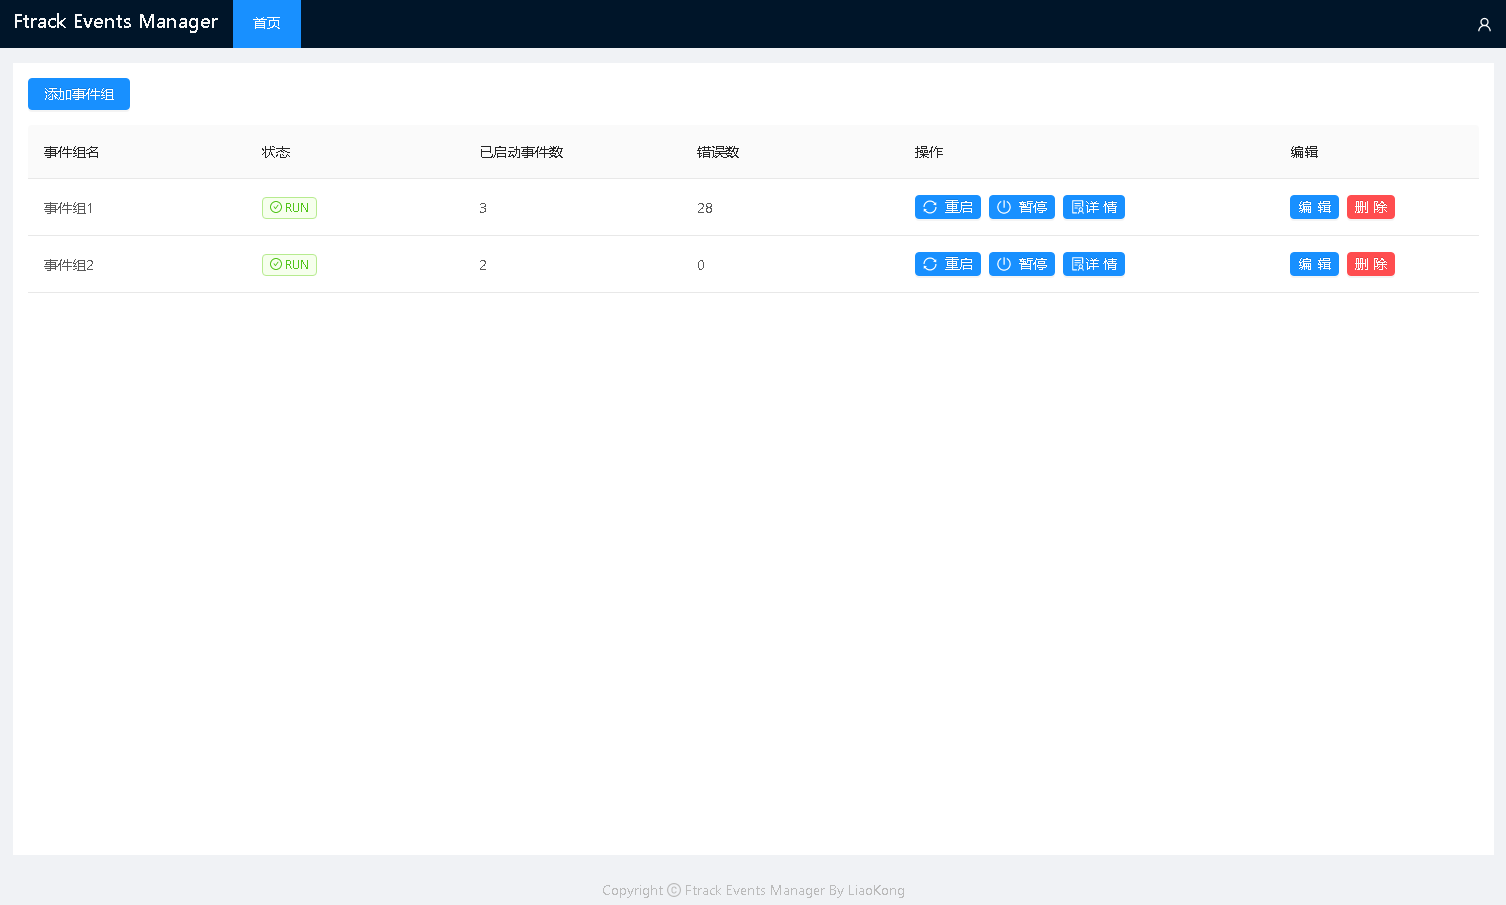 Ftrack Events Manager 首页
添加事件组
事件组名 状态 已启动事件数 错误数 操作 编辑
事件组1 RUN 3 28 重启 暂停 详 情 编 辑 删 除
事件组2 RUN 2 0 重启 暂停 详 情 编 辑 删 除
Copyright © Ftrack Events Manager By LiaoKong